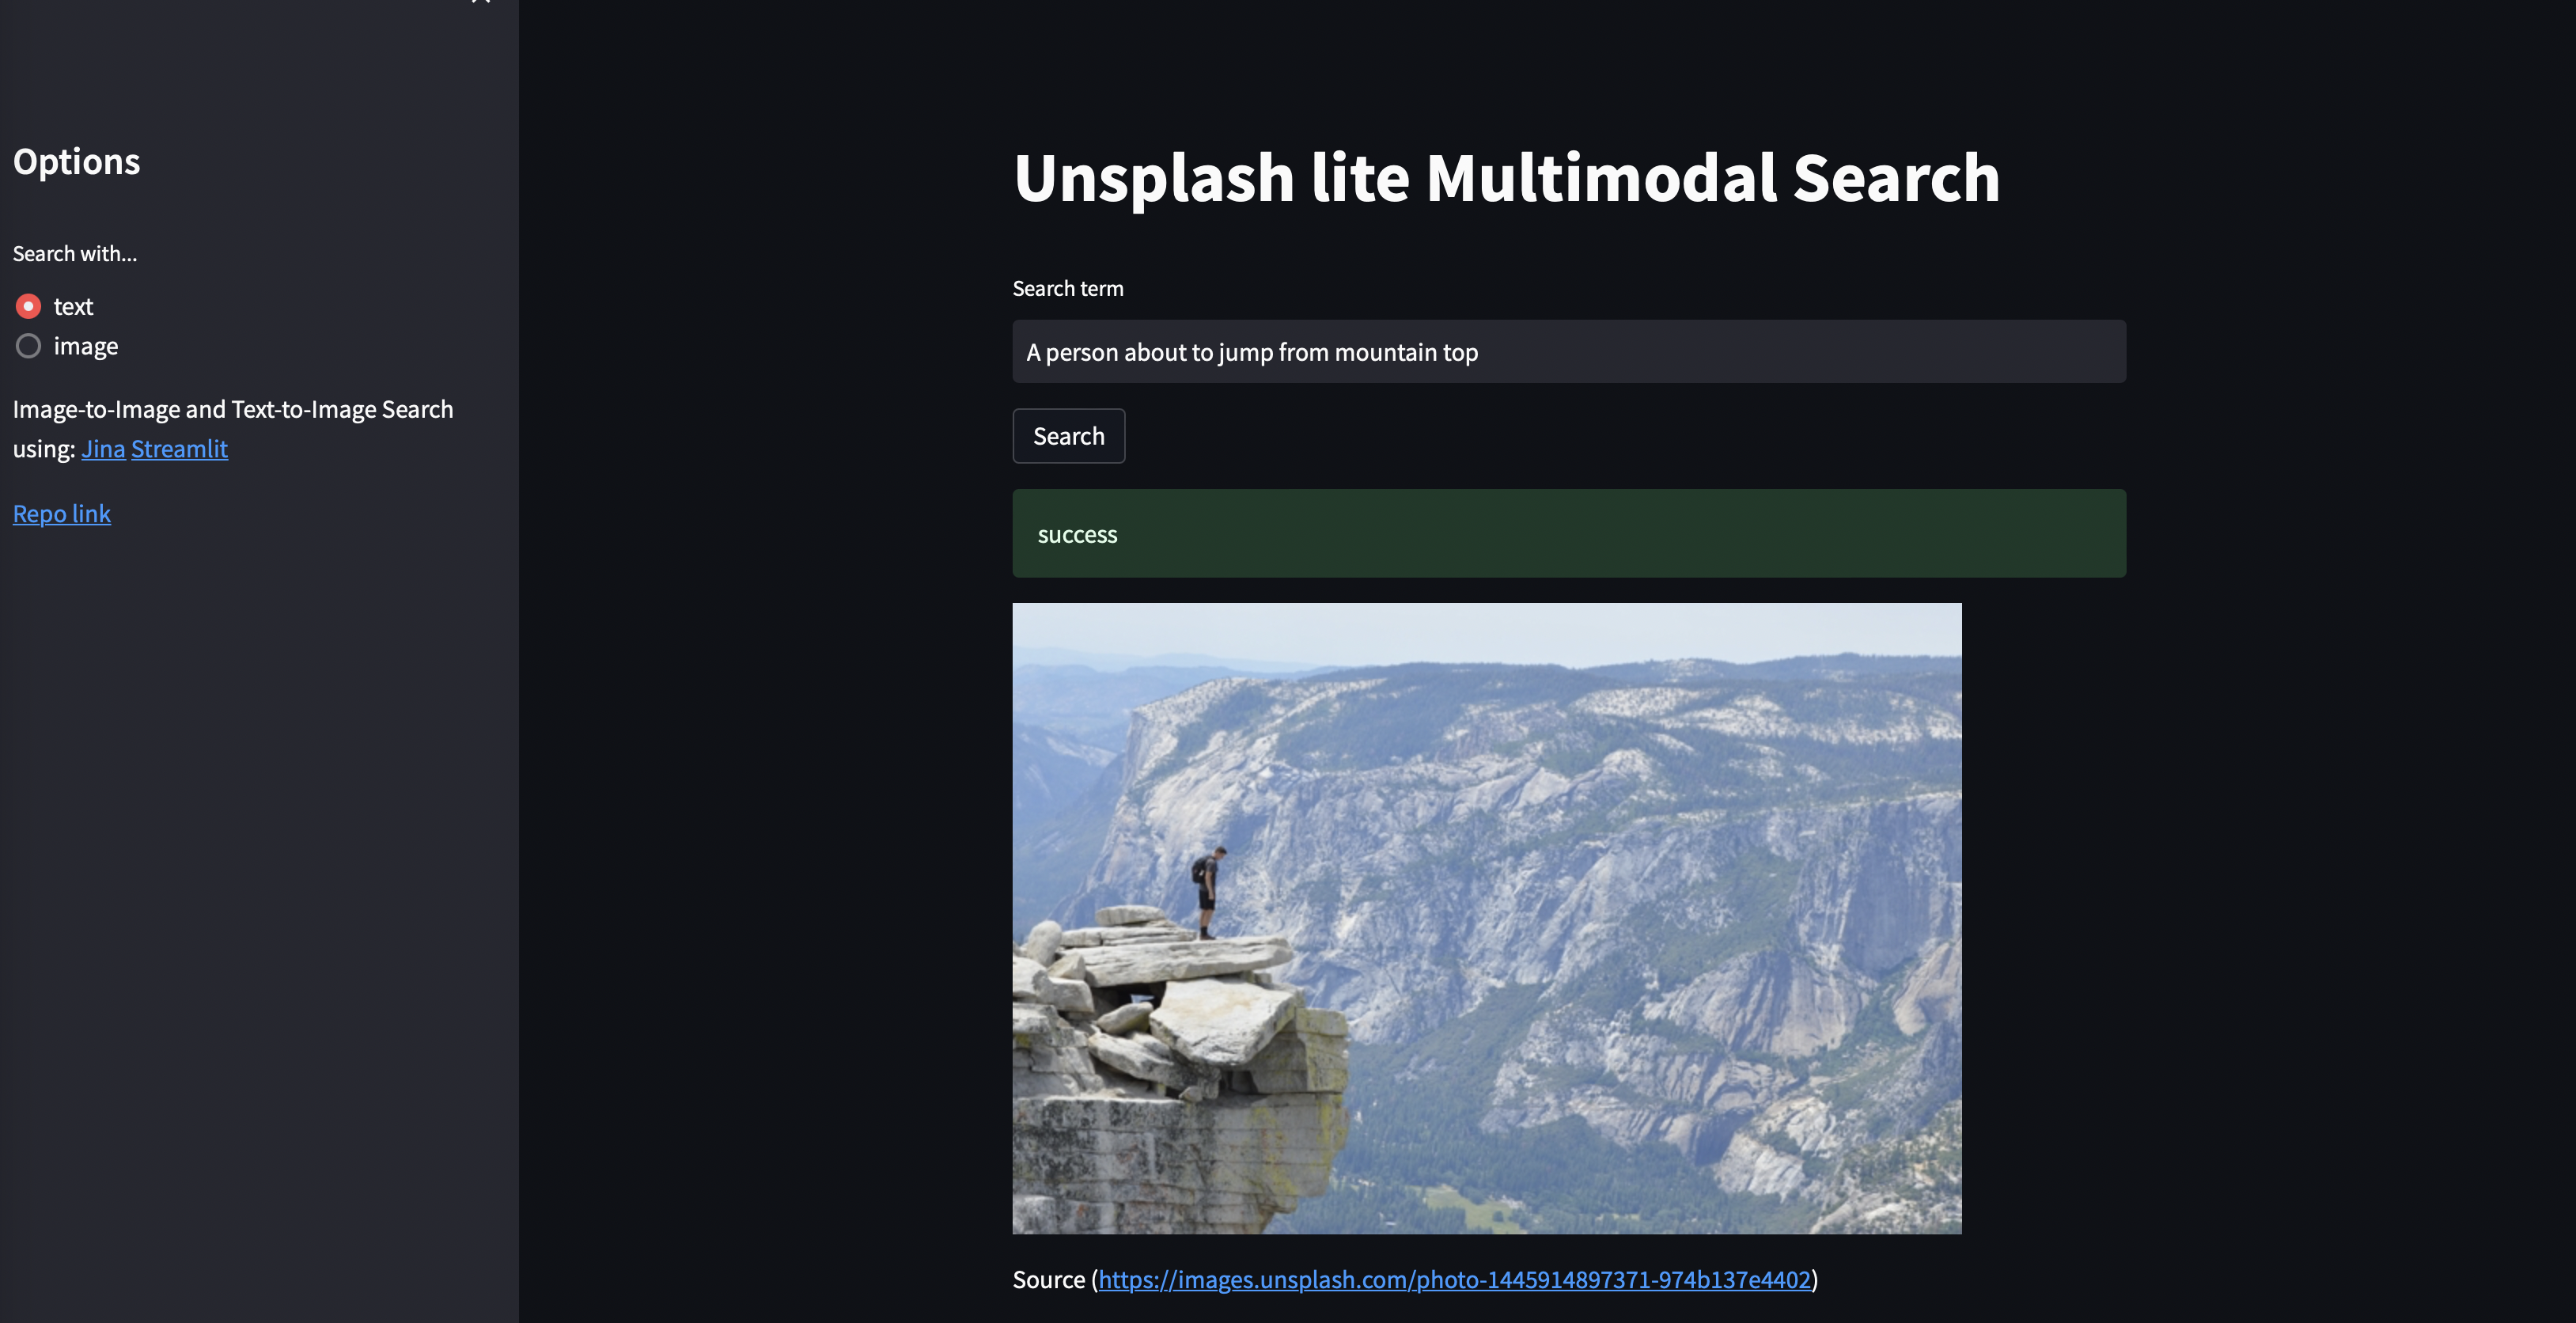 Options
Search with...
text
image
Image-to-Image and Text-to-Image Search
using: Jina Streamlit
Repo link
Unsplash lite Multimodal Search
Search term
A person about to jump from mountain top
Search
success
Source (https://images.unsplash.com/photo-1445914897371-974b137e4402)